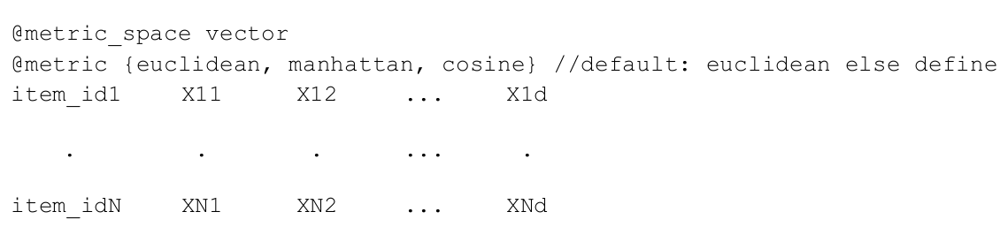 @metric_space vector
@metric {euclidean, manhattan, cosine} //default: euclidean else define
item_id1 X11 X12 ... X1d
. . . ... .
item_idN XN1 XN2 ... XNd